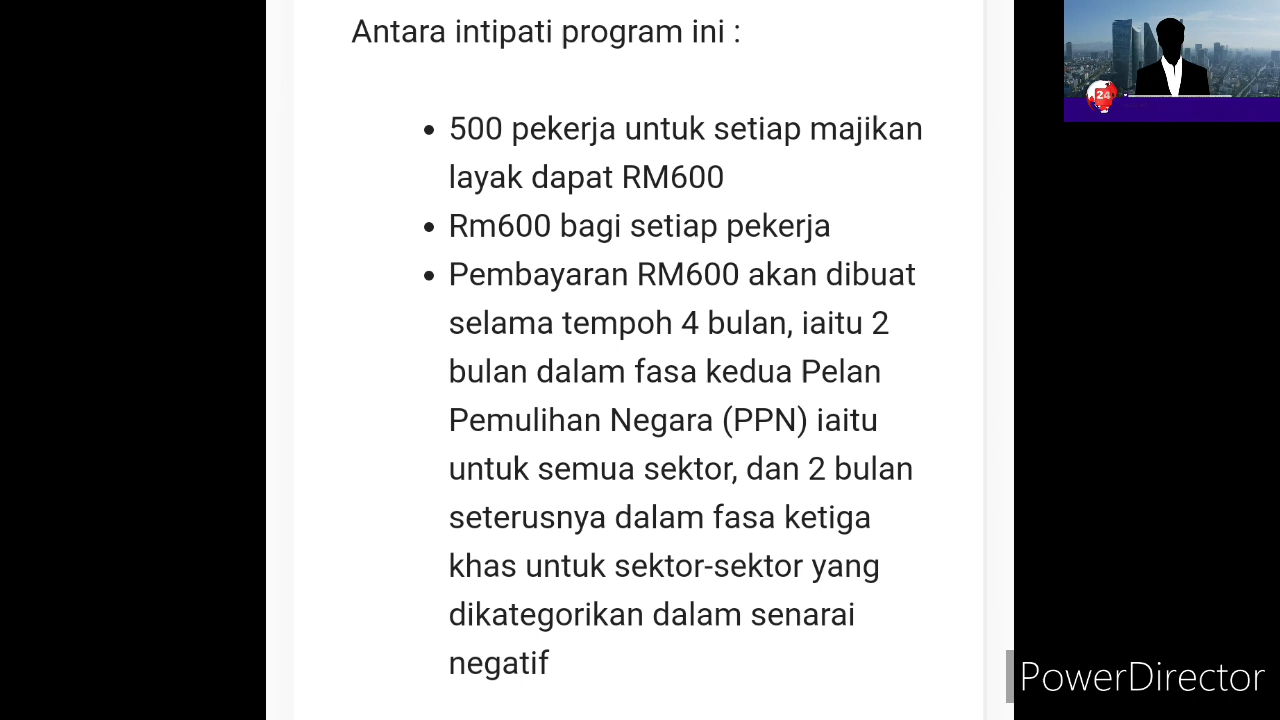 Antara intipati program ini :
500 pekerja untuk setiap majikan
layak dapat RM600
Rm600 bagi setiap pekerja
Pembayaran RM600 akan dibuat
selama tempoh 4 bulan, iaitu 2
bulan dalam fasa kedua Pelan
Pemulihan Negara (PPN) iaitu
untuk semua sektor, dan 2 bulan
seterusnya dalam fasa ketiga
khas untuk sektor-sektor yang
dikategorikan dalam senarai
negatif
24
PowerDirector